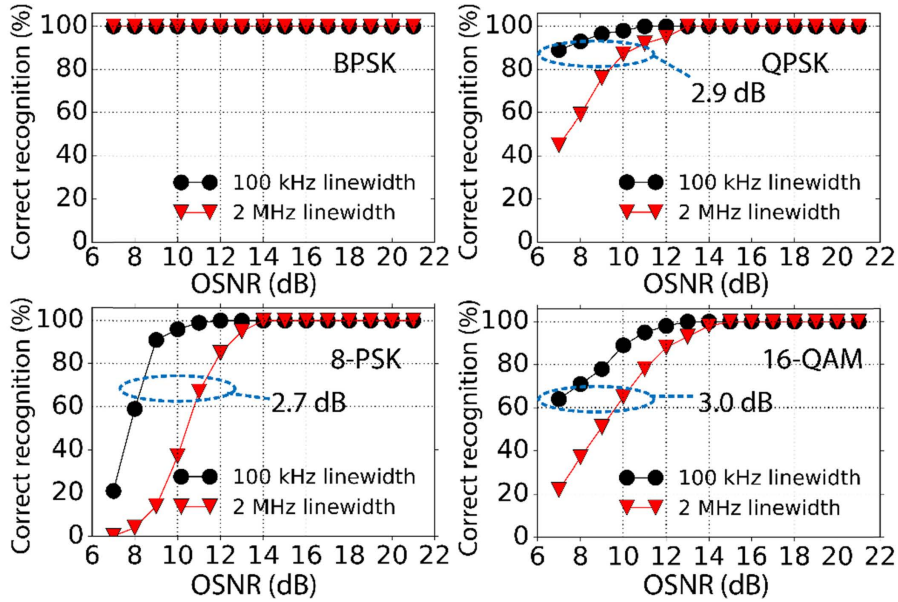 Correct recognition (%)
100
80
60
40
20
0
BPSK
100 kHz linewidth
2 MHz linewidth
6 8 10 12 14 16 18 20 22
OSNR (dB)
Correct recognition (%)
100
80
60
40
20
0
QPSK
2.9 dB
100 kHz linewidth
2 MHz linewidth
6 8 10 12 14 16 18 20 22
OSNR (dB)
Correct recognition (%)
100
80
60
40
20
0
8-PSK
2.7 dB
100 kHz linewidth
2 MHz linewidth
6 8 10 12 14 16 18 20 22
OSNR (dB)
Correct recognition (%)
100
80
60
40
20
0
16-QAM
3.0 dB
100 kHz linewidth
2 MHz linewidth
6 8 10 12 14 16 18 20 22
OSNR (dB)